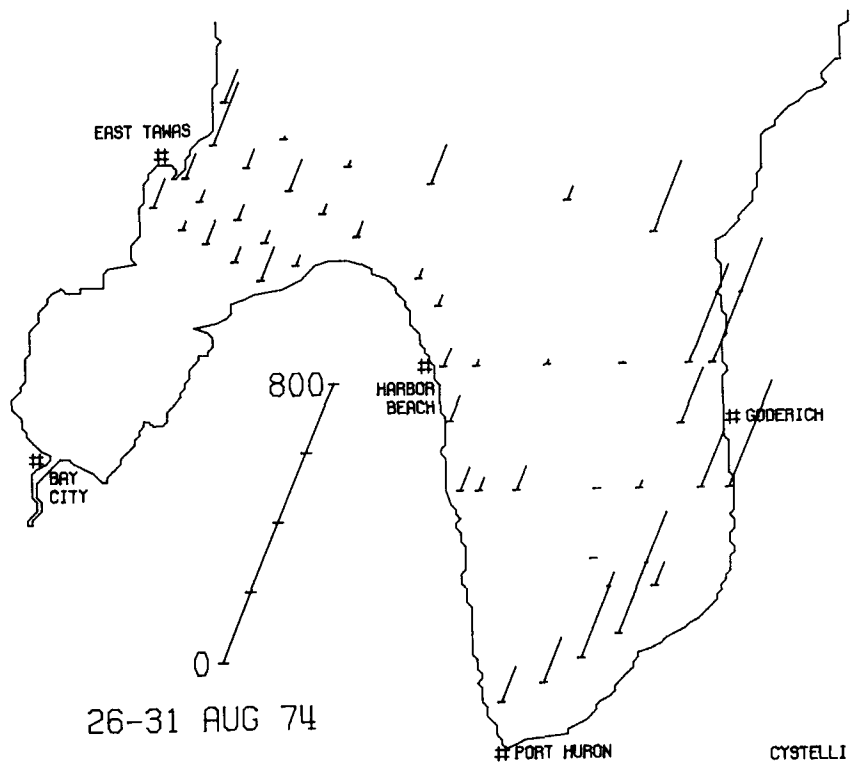 EAST TAWAS
800
HARBOR
BEACH
GODERICH
BAY
CITY
0
26-31 AUG 74
PORT HURON
CYSTELLI